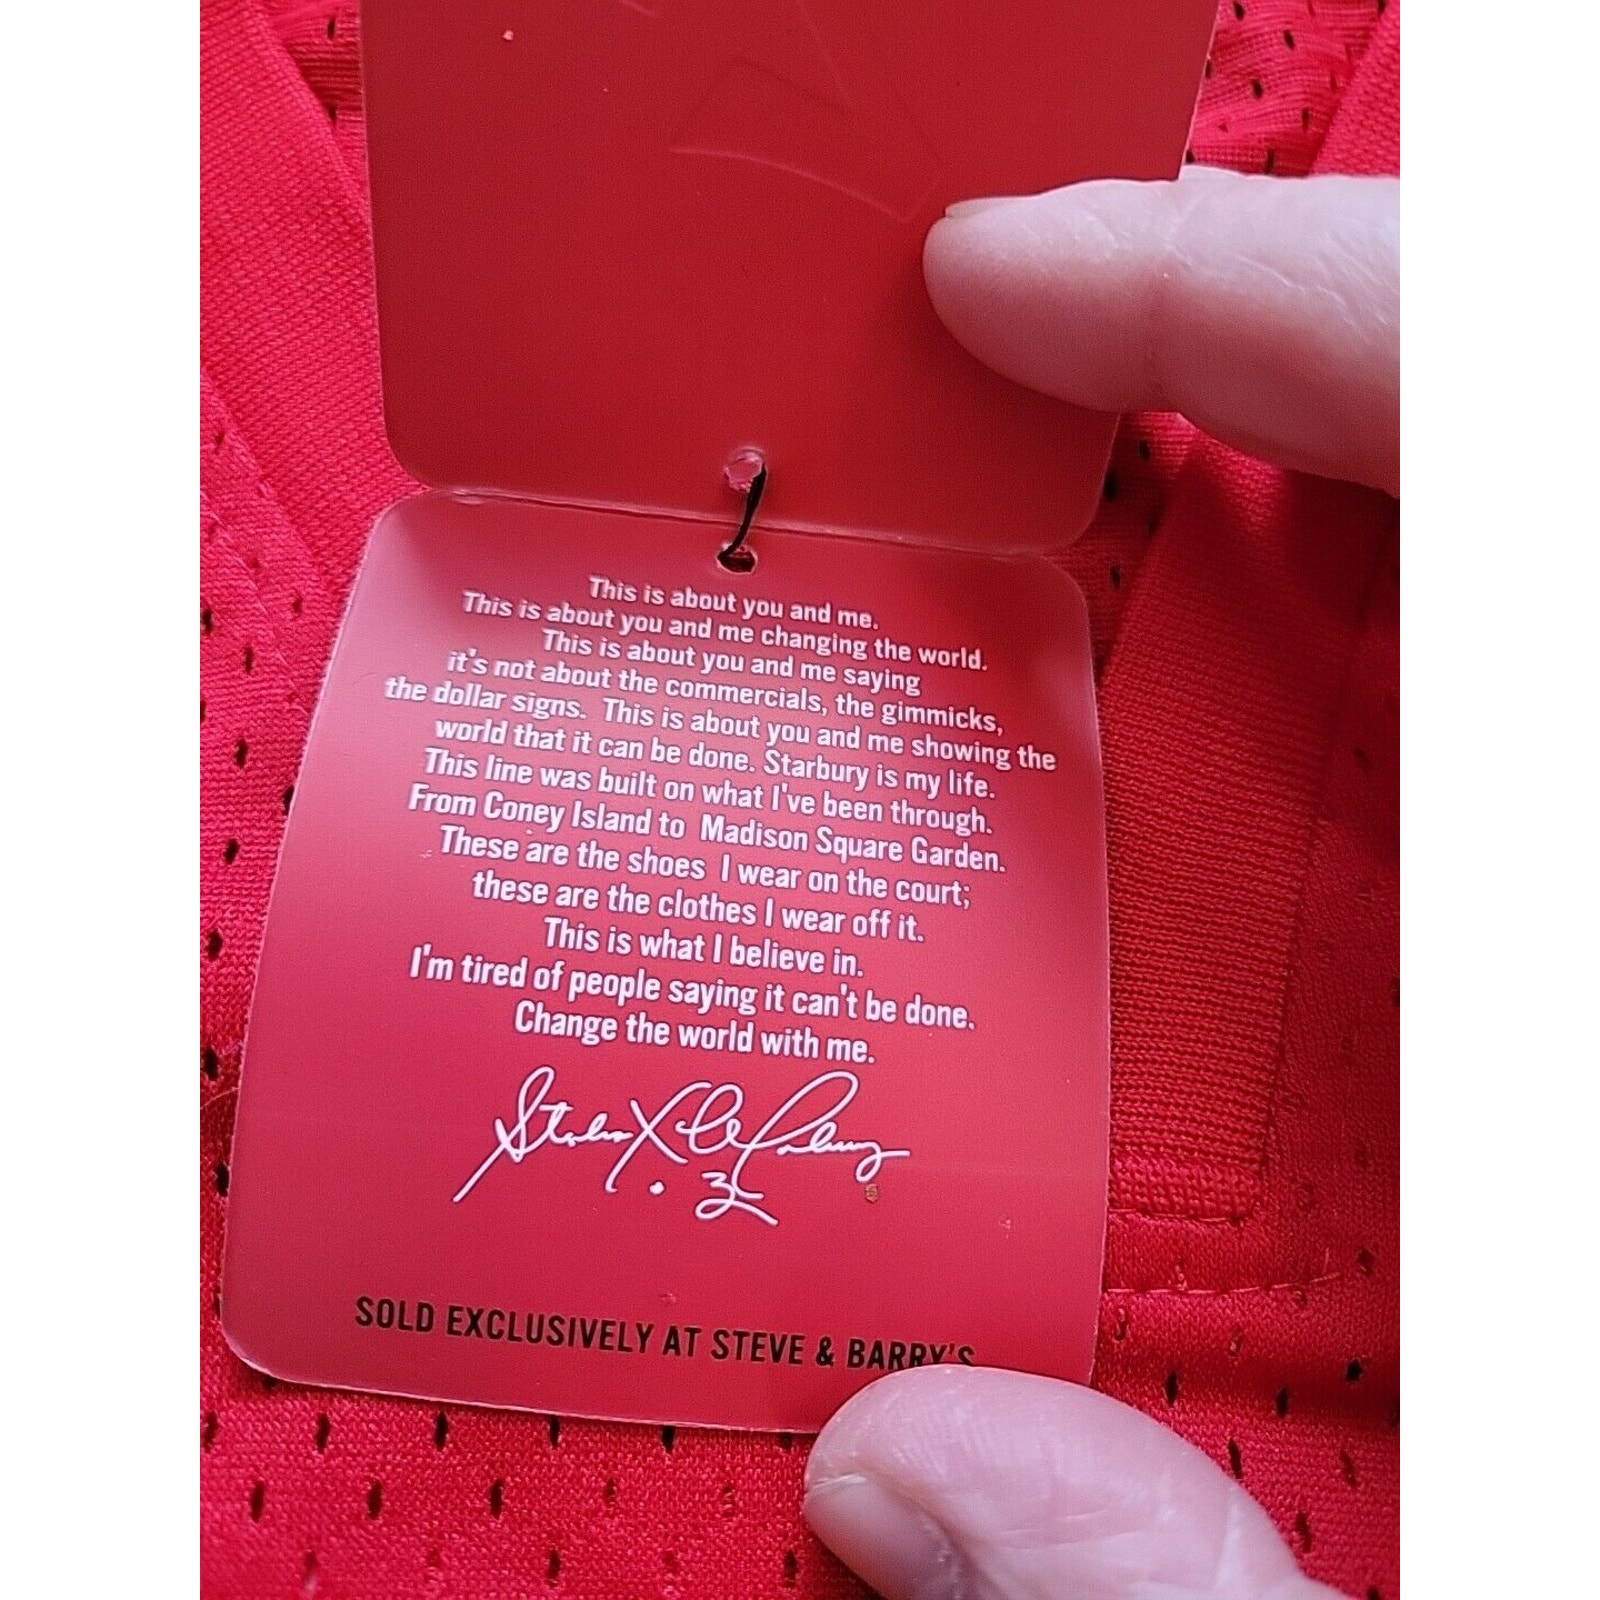 This is about you and me.
This is about you and me changing the world.
This is about you and me saying
it's not about the commercials, the gimmicks,
the dollar signs. This is about you and me showing the
world that it can be done. Starbury is my life.
This line was built on what I've been through.
From Coney Island to Madison Square Garden.
These are the shoes I wear on the court;
these are the clothes I wear off it.
This is what I believe in.
I'm tired of people saying it can't be done.
Change the world with me.
SOLD EXCLUSIVELY AT STEVE & BARRY'S